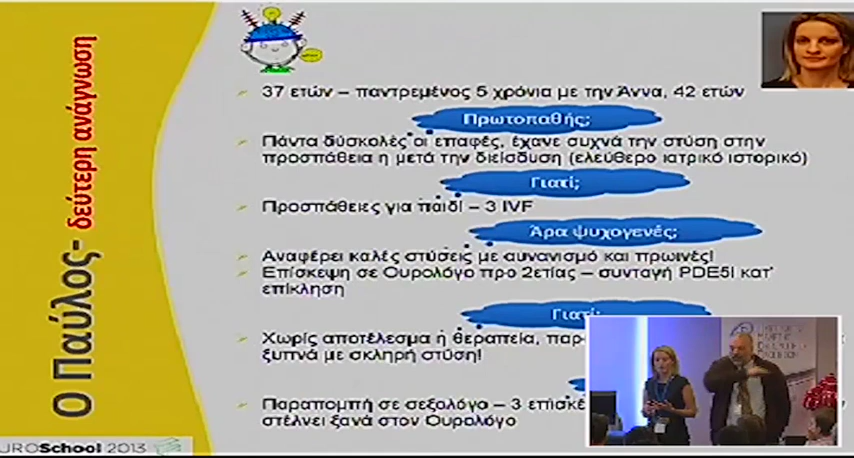 Ο Παύλος- δεύτερη ανάγνωση
37 ετών – παντρεμένος 5 χρόνια με την Άννα, 42 ετών
Πρωτοπαθής;
Πάντα δύσκολές οι επαφές, έχανε συχνά την στύση στην
προσπάθεια η μετά την διείσδυση (ελεύθερο ιατρικό ιστορικό)
Γιατί;
Προσπάθειες για παιδί – 3 IVF
Άρα ψυχογενές;
Αναφέρει καλές στύσεις με αυνανισμό και πρωινές!
Επίσκεψη σε Ουρολόγο προ 2ετίας – συνταγή PDE5I κατ'
επίκληση
Γιατί;
Χωρίς αποτέλεσμα ή θεραπεία,
ξυπνά με σκληρή στύση!
Παραπομπή σε σεξολόγο – 3
στέλνει ξανά στον Ουρολόγο
UROSchool 2013